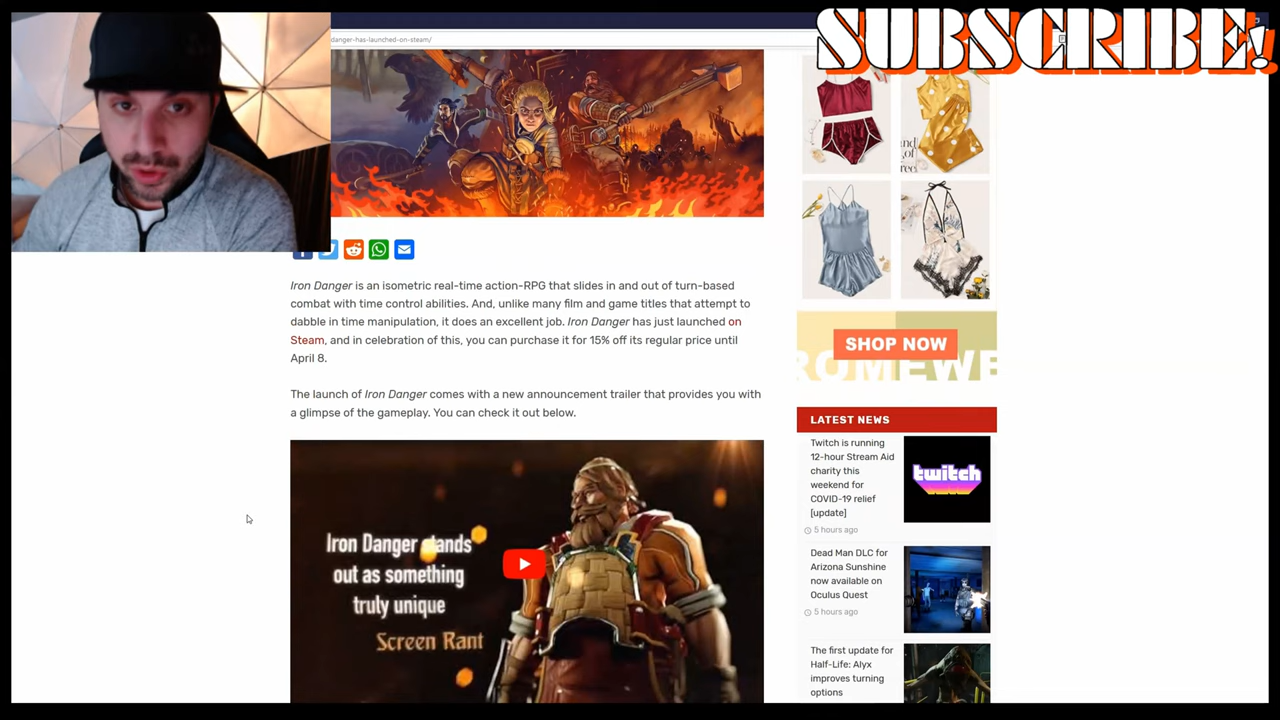 SUBSCRIBE!
danger-has-launched-on-steam/
Iron Danger is an isometric real-time action-RPG that slides in and out of turn-based
combat with time control abilities. And, unlike many film and game titles that attempt to
dabble in time manipulation, it does an excellent job. Iron Danger has just launched on
Steam, and in celebration of this, you can purchase it for 15% off its regular price until
April 8.
The launch of Iron Danger comes with a new announcement trailer that provides you with
a glimpse of the gameplay. You can check it out below.
Iron Danger stands
out as something
truly unique
Screen Rant
SHOP NOW
LATEST NEWS
Twitch is running
12-hour Stream Aid
charity this
weekend for
COVID-19 relief
[update]
5 hours ago
twitch
Dead Man DLC for
Arizona Sunshine
now available on
Oculus Quest
5 hours ago
The first update for
Half-Life: Alyx
improves turning
options